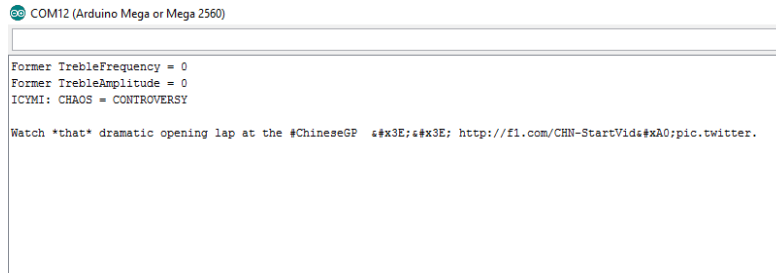 COM12 (Arduino Mega or Mega 2560)
Former TrebleFrequency = 0
Former TrebleAmplitude = 0
ICYMI: CHAOS = CONTROVERSY
Watch *that* dramatic opening lap at the #ChineseGP  &#x3E;&#x3E; http://f1.com/CHN-StartVid&#xA0;pic.twitter.